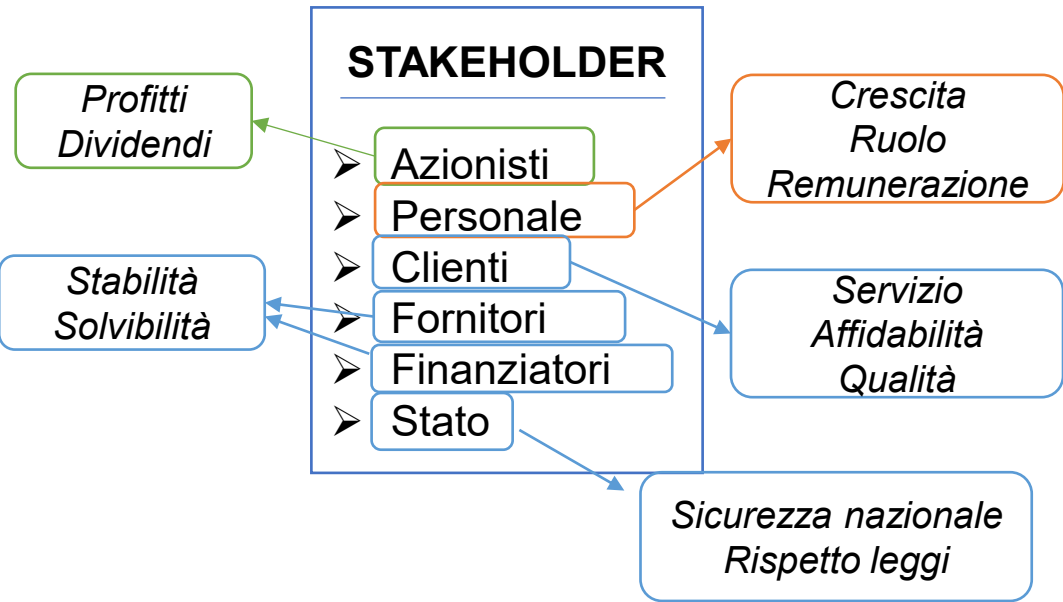 STAKEHOLDER
Profitti
Dividendi
Azionisti
Personale
Clienti
Fornitori
Finanziatori
Stato
Crescita
Ruolo
Remunerazione
Stabilità
Solvibilità
Servizio
Affidabilità
Qualità
Sicurezza nazionale
Rispetto leggi